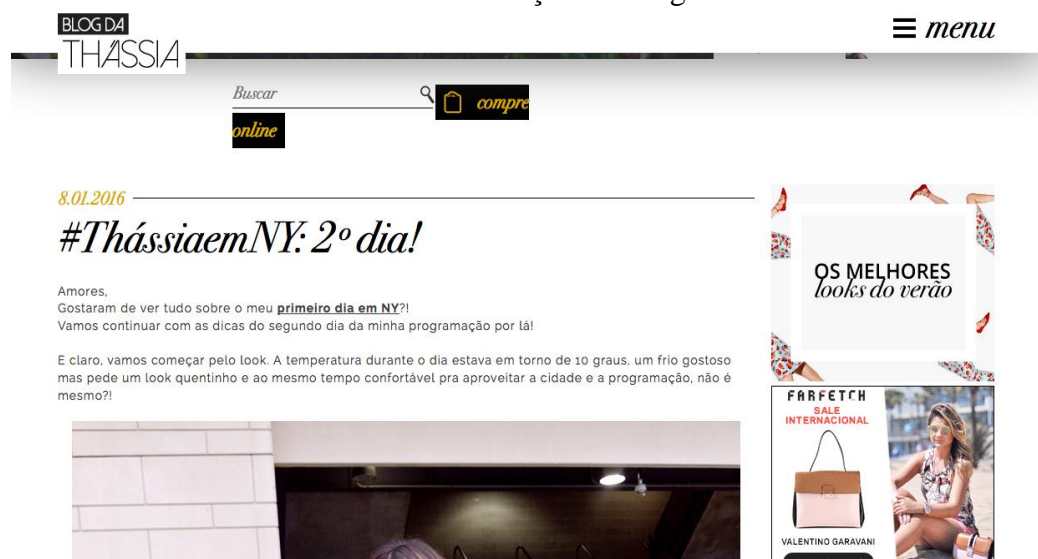 BLOG DA
THÁSSIA
menu
Buscar
compre
online
8.01.2016
#ThássiaemNY: 2º dia!
Amores,
Gostaram de ver tudo sobre o meu primeiro dia em NY?!
Vamos continuar com as dicas do segundo dia da minha programação por lá!
E claro, vamos começar pelo look. A temperatura durante o dia estava em torno de 10 graus, um frio gostoso
mas pede um look quentinho e ao mesmo tempo confortável pra aproveitar a cidade e a programação, não é
mesmo?!
OS MELHORES
looks do verão
FARFETCH
SALE
INTERNACIONAL
VALENTINO GARAVANI